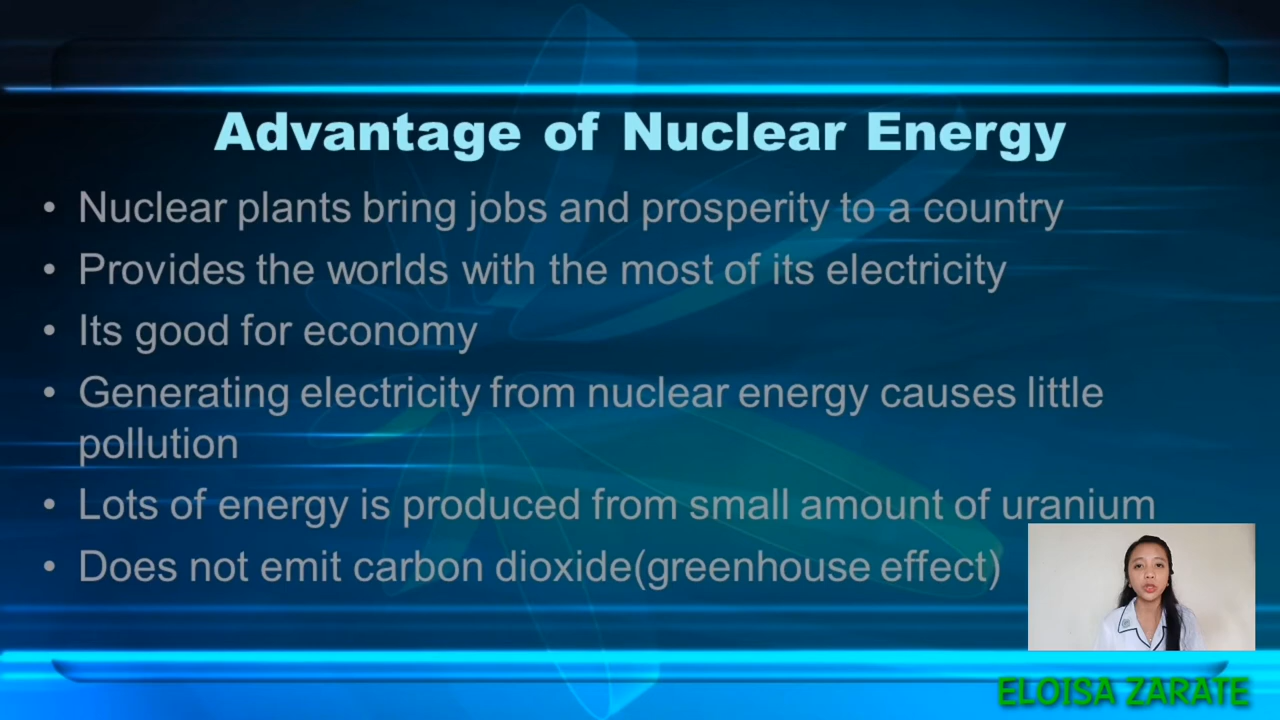 Advantage of Nuclear Energy
• Nuclear plants bring jobs and prosperity to a country
• Provides the worlds with the most of its electricity
• Its good for economy
• Generating electricity from nuclear energy causes little
pollution
• Lots of energy is produced from small amount of uranium
• Does not emit carbon dioxide(greenhouse effect)
ELOISA ZARATE